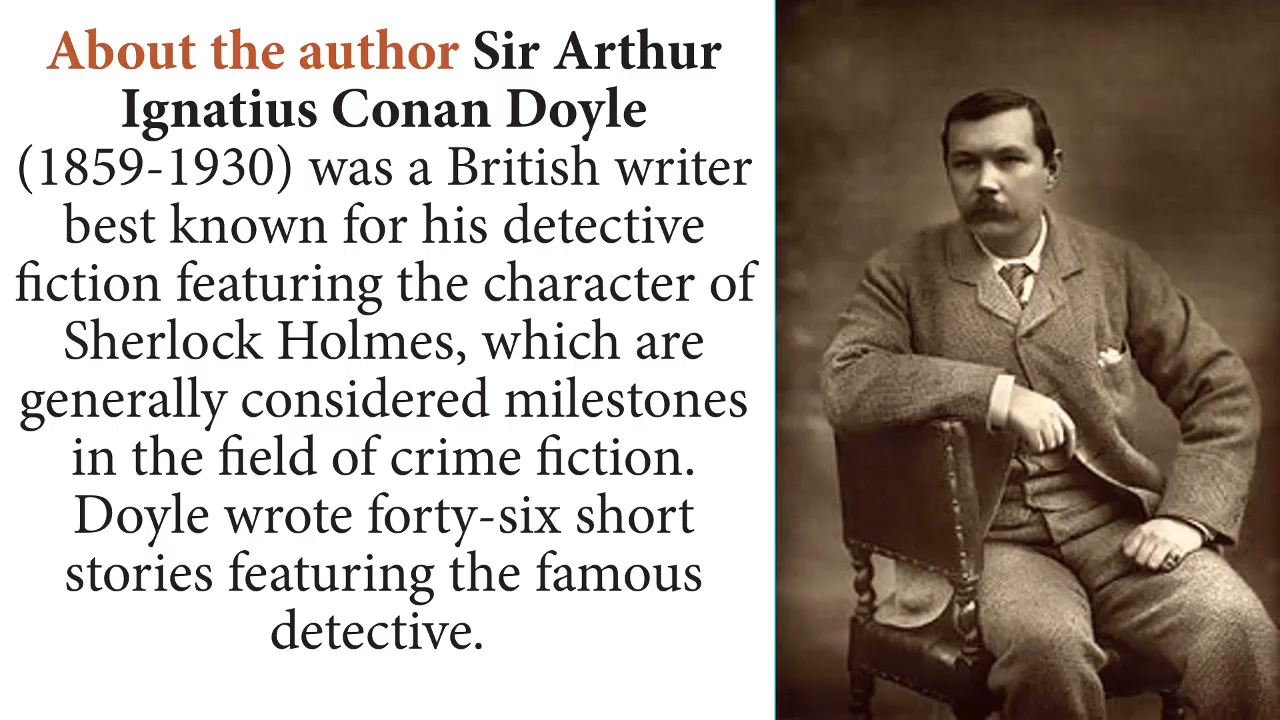 About the author Sir Arthur
Ignatius Conan Doyle
(1859-1930) was a British writer
best known for his detective
fiction featuring the character of
Sherlock Holmes, which are
generally considered milestones
in the field of crime fiction.
Doyle wrote forty-six short
stories featuring the famous
detective.